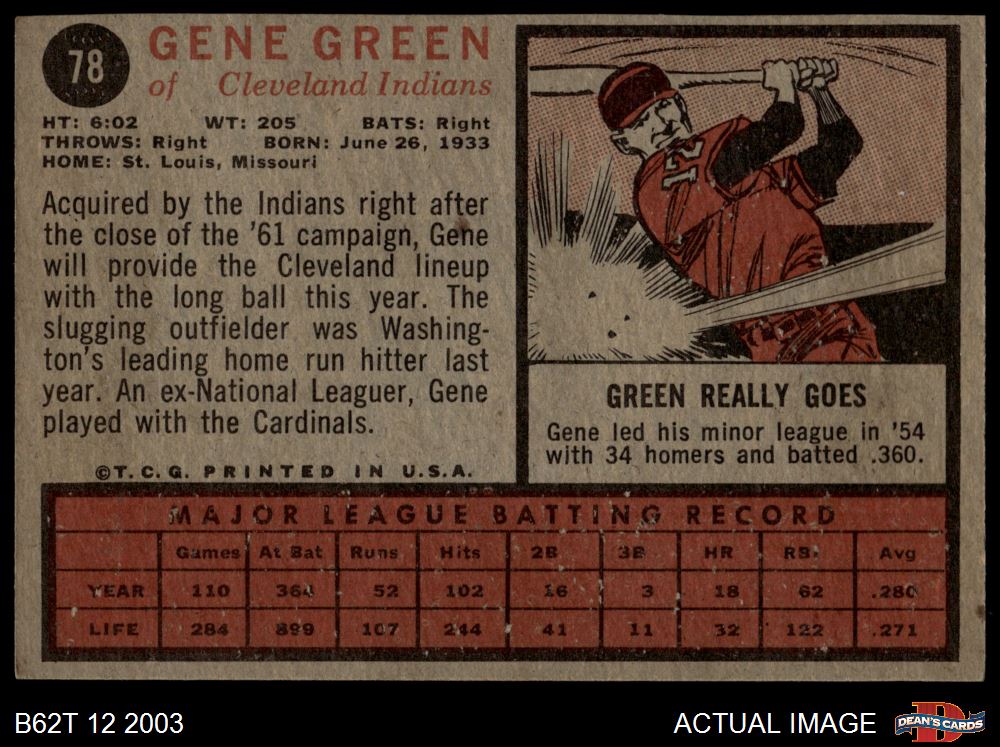 78
GENE GREEN
of Cleveland Indians
HT: 6:02 WT: 205 BATS: Right
THROWS: Right BORN: June 26, 1933
HOME: St. Louis, Missouri
Acquired by the Indians right after
the close of the '61 campaign, Gene
will provide the Cleveland lineup
with the long ball this year. The
slugging outfielder was Washing-
ton's leading home run hitter last
year. An ex-National Leaguer, Gene
played with the Cardinals.
©T.C.G. PRINTED IN U.S.A.
12
GREEN REALLY GOES
Gene led his minor league in '54
with 34 homers and batted .360.
MAJOR LEAGUE BATTING RECORD
Games At Bat Runs Hits 2B 3B HR RBI Avg
YEAR 110 364 52 102 16 3 18 62 .280
LIFE 284 899 107 244 41 11 32 122 .271
B62T 12 2003
ACTUAL IMAGE
DEAN'S CARDS